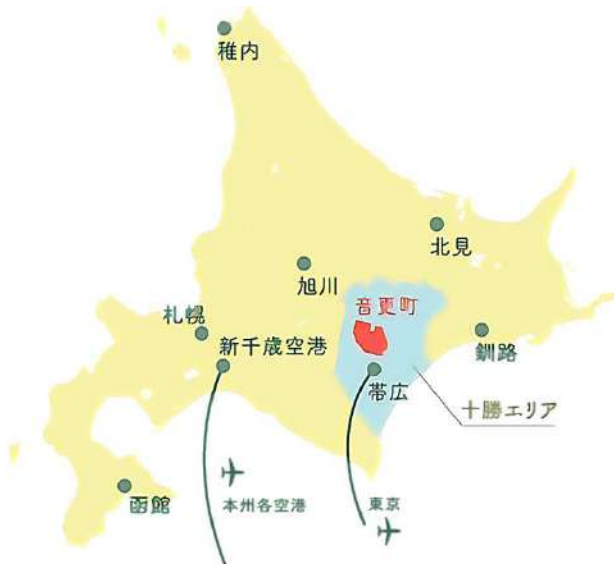 稚内
北見
旭川
音更町
札幌
新千歳空港
釧路
帯広
十勝エリア
函館
本州各空港
東京